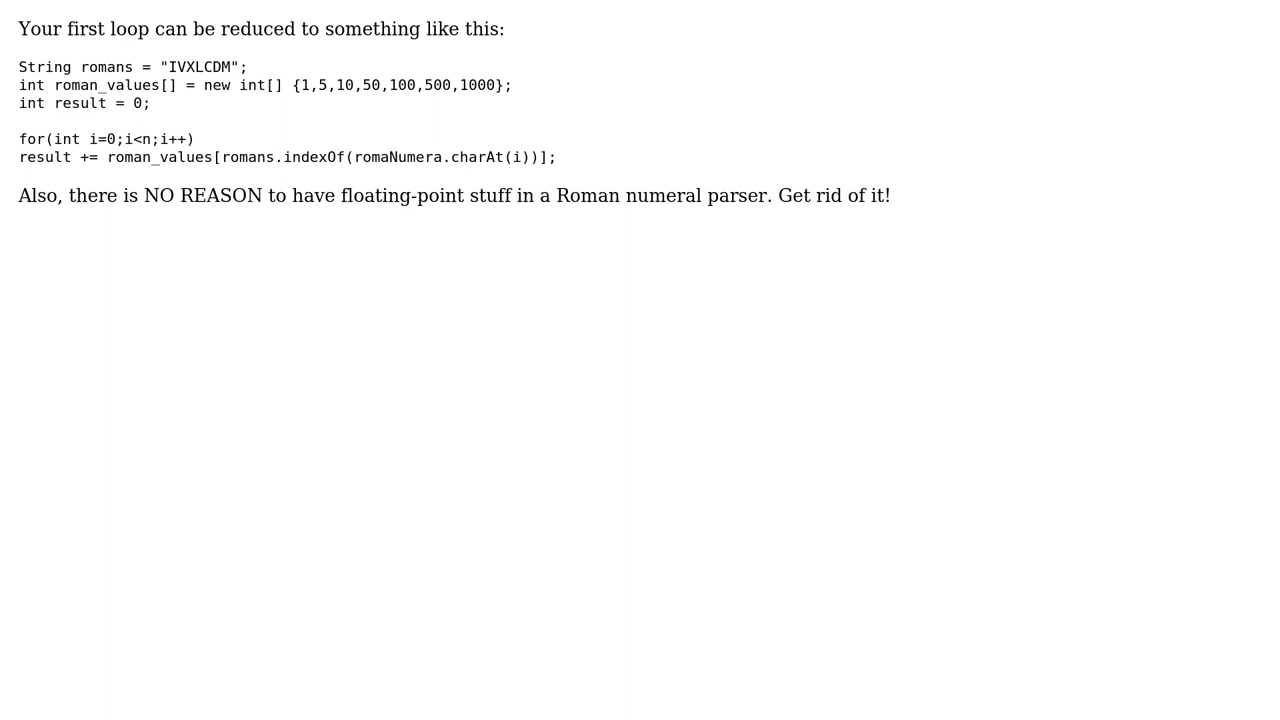 Your first loop can be reduced to something like this:
String romans = "IVXLCDM";
int roman_values[] = new int[] {1,5,10,50,100,500,1000};
int result = 0;
for(int i=0;i<n;i++)
result += roman_values[romans.indexOf(romaNumera.charAt(i))];
Also, there is NO REASON to have floating-point stuff in a Roman numeral parser. Get rid of it!